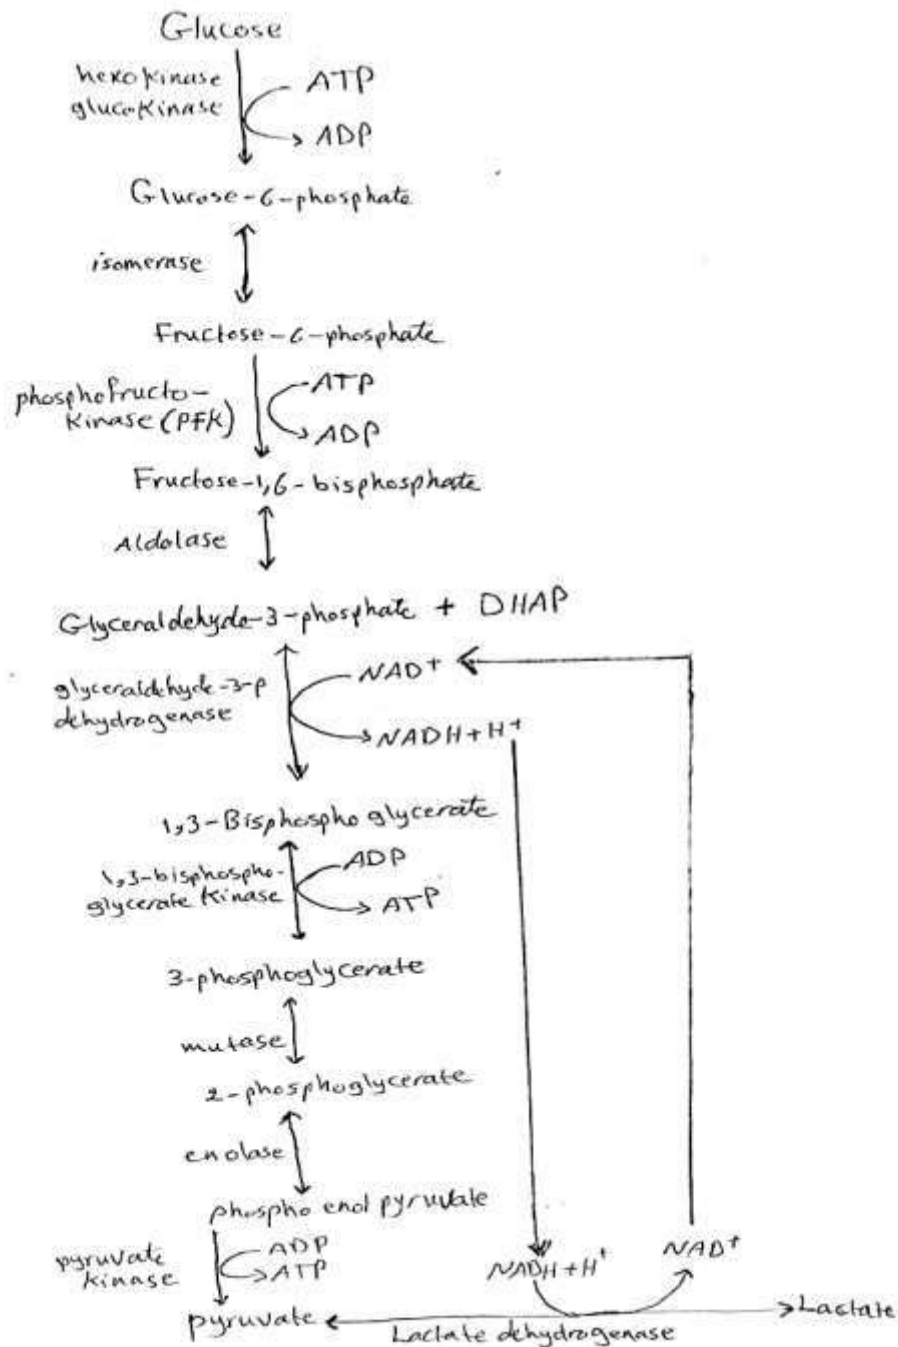 Glucose
hexokinase
glucokinase
ATP
ADP
Glucose-6-phosphate
isomerase
Fructose-6-phosphate
phosphofructo-
kinase (PFK)
ATP
ADP
Fructose-1,6-bisphosphate
Aldolase
Glyceraldehyde-3-phosphate + DHAP
glyceraldehyde-3-p
dehydrogenase
NAD+
NADH + H+
1,3-Bisphospho glycerate
1,3-bisphospho-
glycerate kinase
ADP
ATP
3-phosphoglycerate
mutase
2-phosphoglycerate
enolase
phospho enol pyruvate
pyruvate
kinase
ADP
ATP
NADH + H+
NAD+
pyruvate
Lactate dehydrogenase
Lactate